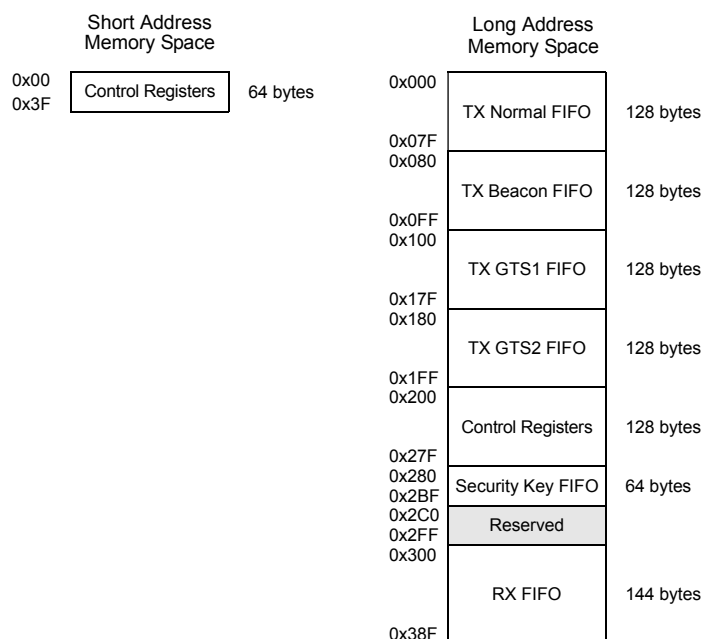 Short Address
Memory Space
0x00
0x3F
Control Registers
64 bytes
Long Address
Memory Space
0x000
TX Normal FIFO
128 bytes
0x07F
0x080
TX Beacon FIFO
128 bytes
0x0FF
0x100
TX GTS1 FIFO
128 bytes
0x17F
0x180
TX GTS2 FIFO
128 bytes
0x1FF
0x200
Control Registers
128 bytes
0x27F
0x280
Security Key FIFO
64 bytes
0x2BF
0x2C0
Reserved
0x2FF
0x300
RX FIFO
144 bytes
0x38F